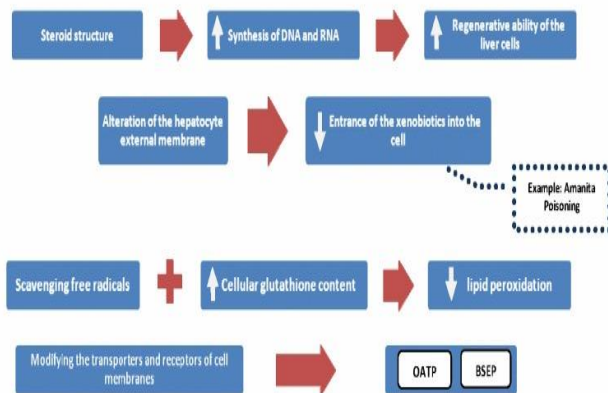 Steroid structure
Synthesis of DNA and RNA
Regenerative ability of the
liver cells
Alteration of the hepatocyte
external membrane
Entrance of the xenobiotics into the
cell
Example: Amanita
Poisoning
Scavenging free radicals
Cellular glutathione content
lipid peroxidation
Modifying the transporters and receptors of cell
membranes
OATP
BSEP